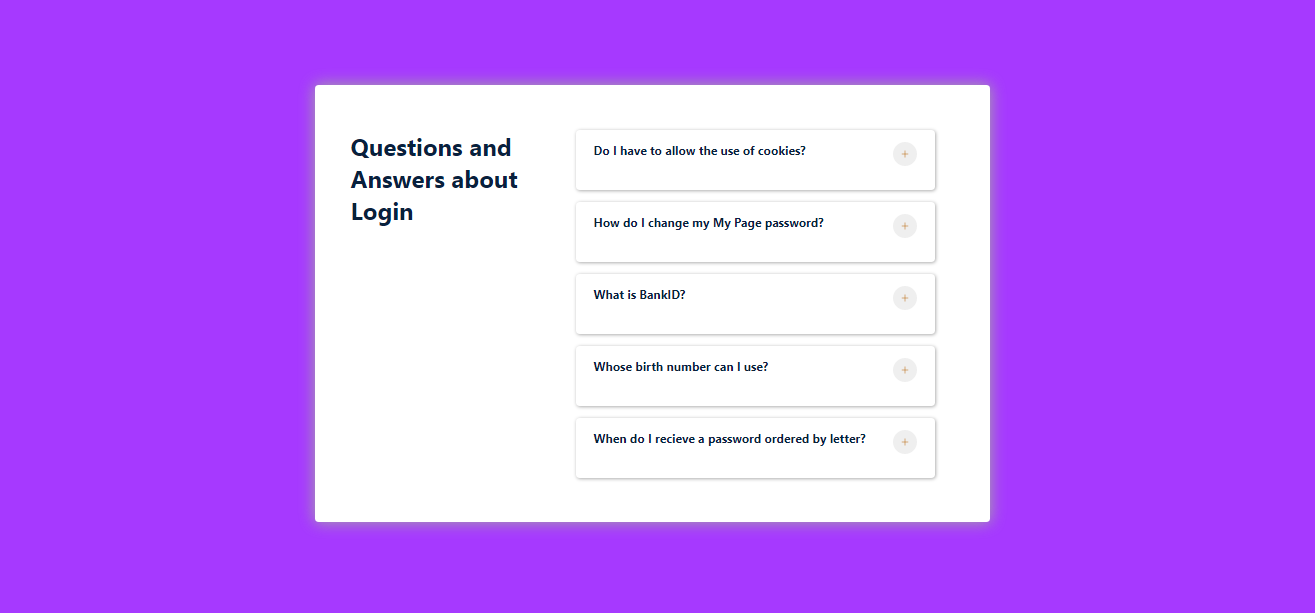 Questions and
Answers about
Login
Do I have to allow the use of cookies?
+
How do I change my My Page password?
+
What is BankID?
+
Whose birth number can I use?
+
When do I recieve a password ordered by letter?
+